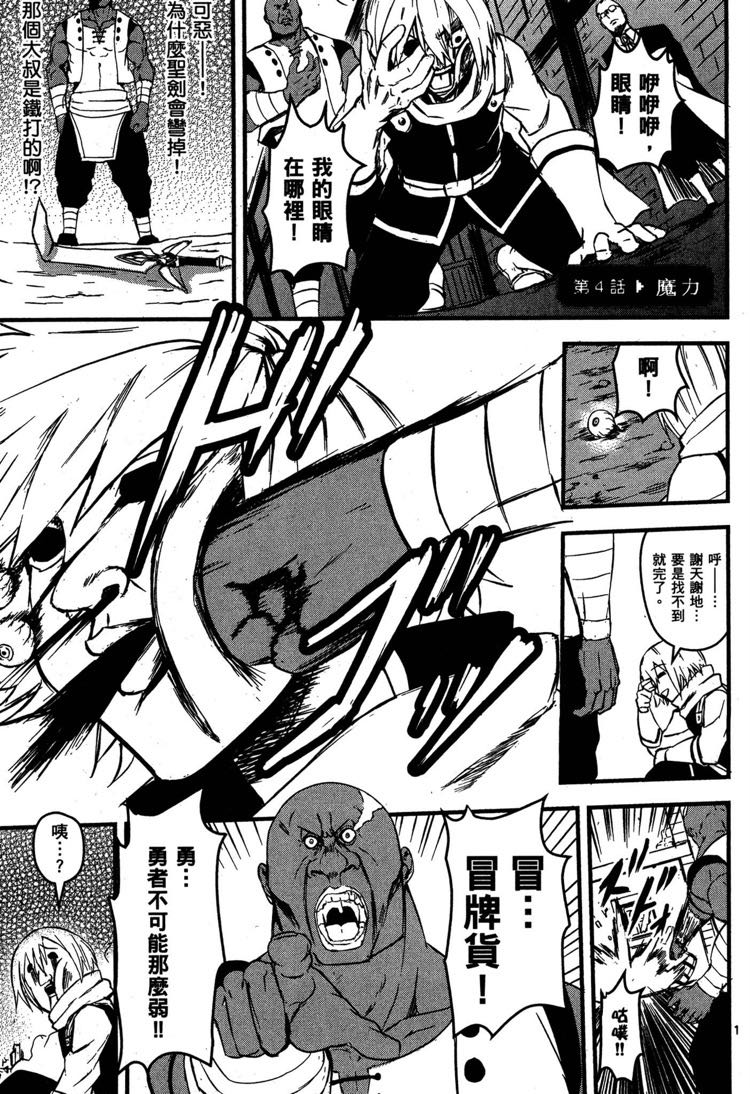 咿咿咿，
眼睛！
我的眼睛
在哪裡！
第4話 魔力
可惡——！
為什麼聖劍會彎掉！
那個大叔是鐵打的啊!?
啊！
呼——…
謝天謝地…
要是找不到
就完了。
咕噗!!
冒…
冒牌貨！
勇…
勇者不可能那麼弱!!
咦…？
1